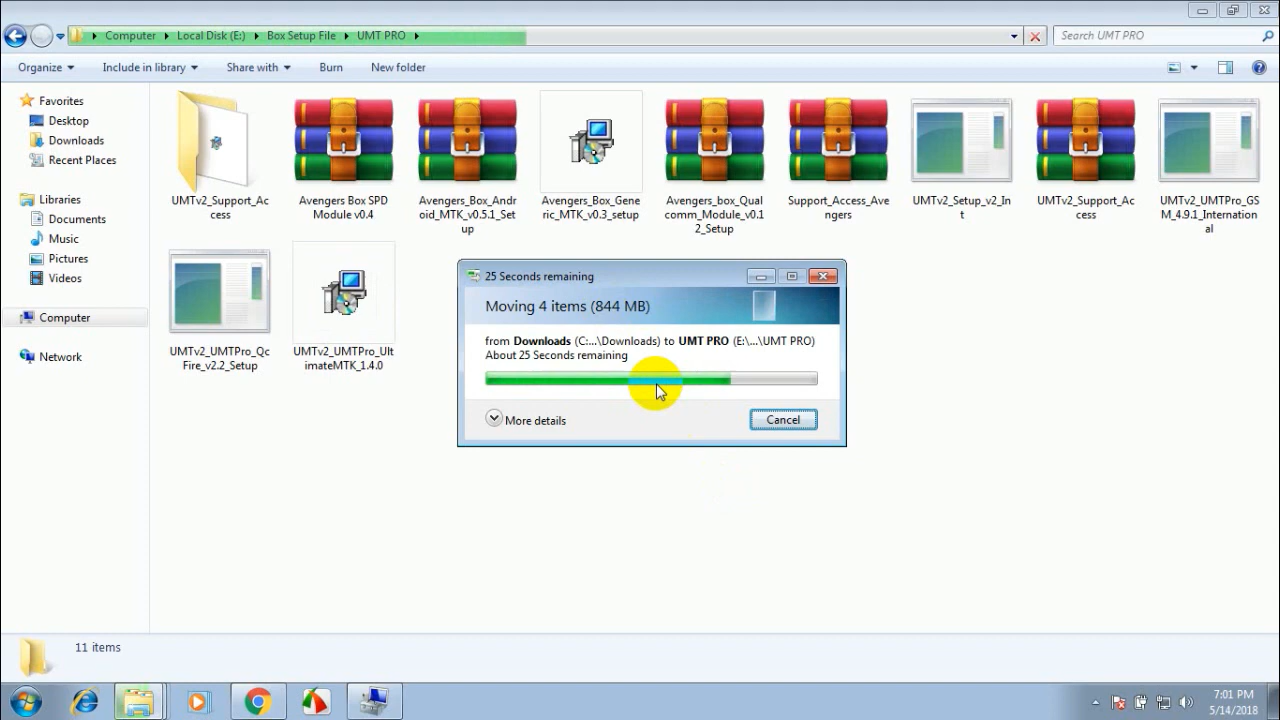 Computer Local Disk (E:) Box Setup File UMT PRO
Search UMT PRO
Organize Include in library Share with Burn New folder
Favorites
Desktop
Downloads
Recent Places
Libraries
Documents
Music
Pictures
Videos
Computer
Network
UMTv2_Support_Ac
cess
Avengers Box SPD
Module v0.4
Avengers_Box_Andr
oid_MTK_v0.5.1_Set
up
Avengers_Box_Gene
ric_MTK_v0.3_setup
Avengers_box_Qual
comm_Module_v0.1
2_Setup
Support_Access_Ave
ngers
UMTv2_Setup_v2_In
t
UMTv2_Support_Ac
cess
UMTv2_UMTPro_GS
M_4.9.1_Internation
al
UMTv2_UMTPro_Qc
Fire_v2.2_Setup
UMTv2_UMTPro_Ult
imateMTK_1.4.0
25 Seconds remaining
Moving 4 items (844 MB)
from Downloads (C:...\Downloads) to UMT PRO (E:\...\UMT PRO)
About 25 Seconds remaining
More details
Cancel
11 items
7:01 PM
5/14/2018